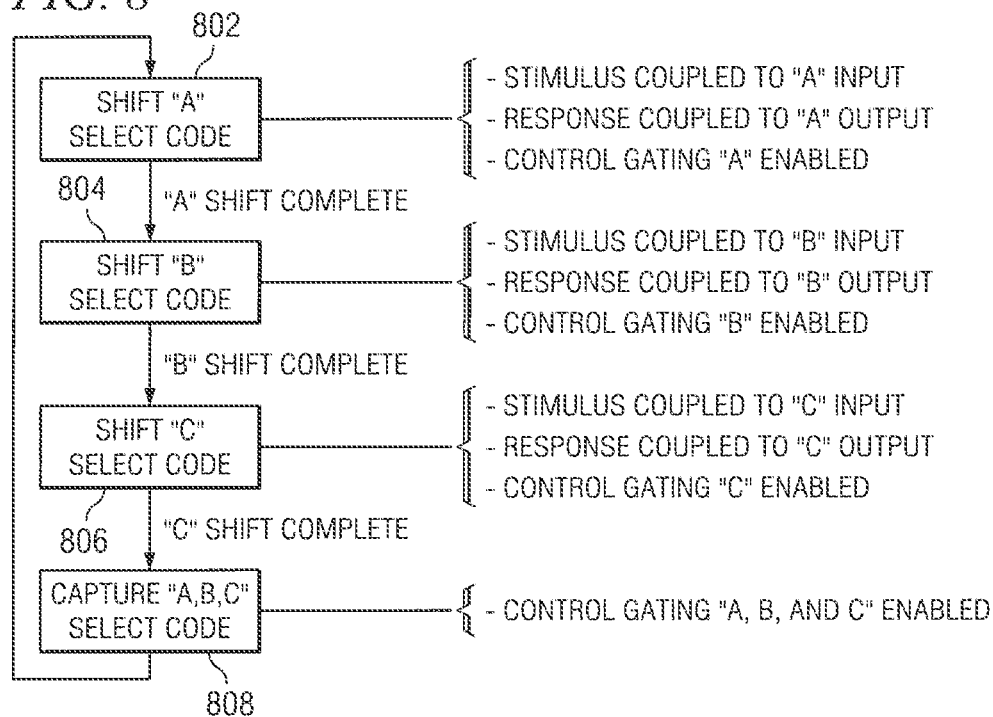 FIG. 8
802
SHIFT "A"
SELECT CODE
- STIMULUS COUPLED TO "A" INPUT
- RESPONSE COUPLED TO "A" OUTPUT
- CONTROL GATING "A" ENABLED
"A" SHIFT COMPLETE
804
SHIFT "B"
SELECT CODE
- STIMULUS COUPLED TO "B" INPUT
- RESPONSE COUPLED TO "B" OUTPUT
- CONTROL GATING "B" ENABLED
"B" SHIFT COMPLETE
SHIFT "C"
SELECT CODE
- STIMULUS COUPLED TO "C" INPUT
- RESPONSE COUPLED TO "C" OUTPUT
- CONTROL GATING "C" ENABLED
806
"C" SHIFT COMPLETE
CAPTURE "A,B,C"
SELECT CODE
- CONTROL GATING "A, B, AND C" ENABLED
808